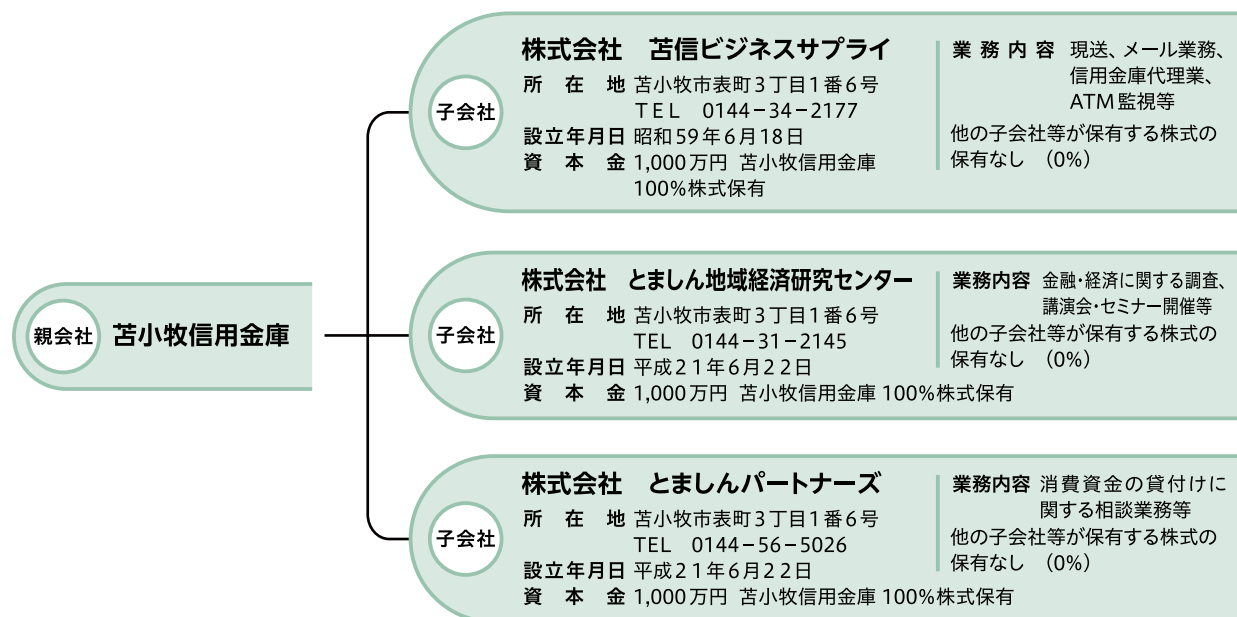 親会社 苫小牧信用金庫
子会社
株式会社 苫信ビジネスサプライ
所在地 苫小牧市表町3丁目1番6号
TEL 0144-34-2177
設立年月日 昭和59年6月18日
資本金 1,000万円 苫小牧信用金庫
100%株式保有
業務内容 現送、メール業務、
信用金庫代理業、
ATM監視等
他の子会社等が保有する株式の
保有なし (0%)
子会社
株式会社 とましん地域経済研究センター
所在地 苫小牧市表町3丁目1番6号
TEL 0144-31-2145
設立年月日 平成21年6月22日
資本金 1,000万円 苫小牧信用金庫 100%株式保有
業務内容 金融・経済に関する調査、
講演会・セミナー開催等
他の子会社等が保有する株式の
保有なし (0%)
子会社
株式会社 とましんパートナーズ
所在地 苫小牧市表町3丁目1番6号
TEL 0144-56-5026
設立年月日 平成21年6月22日
資本金 1,000万円 苫小牧信用金庫 100%株式保有
業務内容 消費資金の貸付けに
関する相談業務等
他の子会社等が保有する株式の
保有なし (0%)